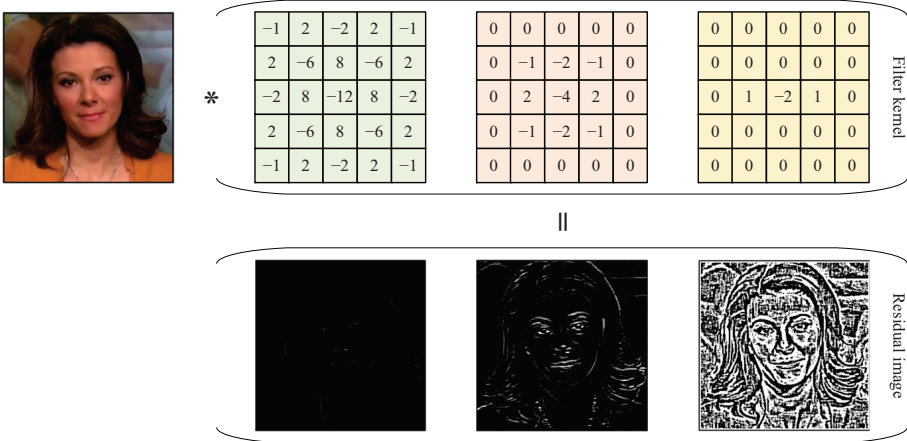 −1 2 −2 2 −1 0 0 0 0 0 0 0 0 0 0
2 −6 8 −6 2 0 −1 −2 −1 0 0 0 0 0 0
−2 8 −12 8 −2 0 2 −4 2 0 0 1 −2 1 0
2 −6 8 −6 2 0 −1 −2 −1 0 0 0 0 0 0
−1 2 −2 2 −1 0 0 0 0 0 0 0 0 0 0
*
Filter kernel
=
Residual image